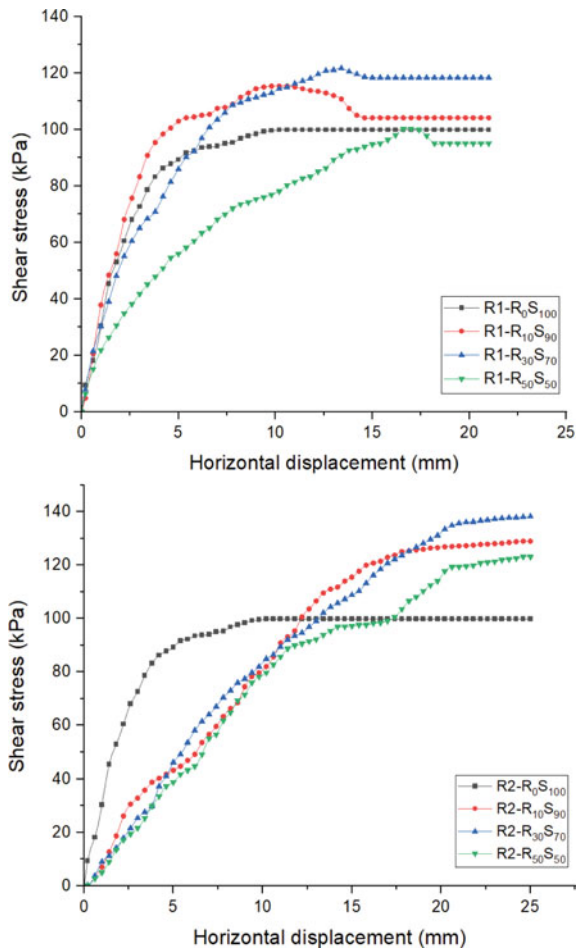 140
120
100
80
60
40
20
0
Shear stress (kPa)
R1-R₀S₁₀₀
R1-R₁₀S₉₀
R1-R₃₀S₇₀
R1-R₅₀S₅₀
0 5 10 15 20 25
Horizontal displacement (mm)
140
120
100
80
60
40
20
0
Shear stress (kPa)
R2-R₀S₁₀₀
R2-R₁₀S₉₀
R2-R₃₀S₇₀
R2-R₅₀S₅₀
0 5 10 15 20 25
Horizontal displacement (mm)